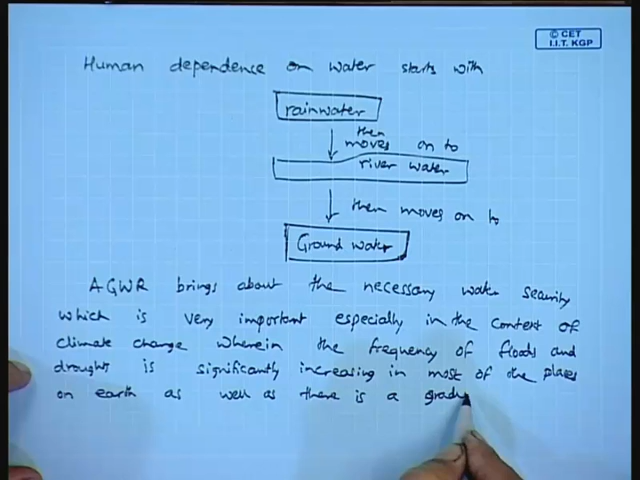 © CET
I.I.T. KGP
Human dependence on water starts with
rainwater
then
moves on to
river water
then moves on to
Ground water
AGWR brings about the necessary water security
which is very important especially in the context of
climate change wherein the frequency of floods and
droughts is significantly increasing in most of the places
on earth as well as there is a gradu